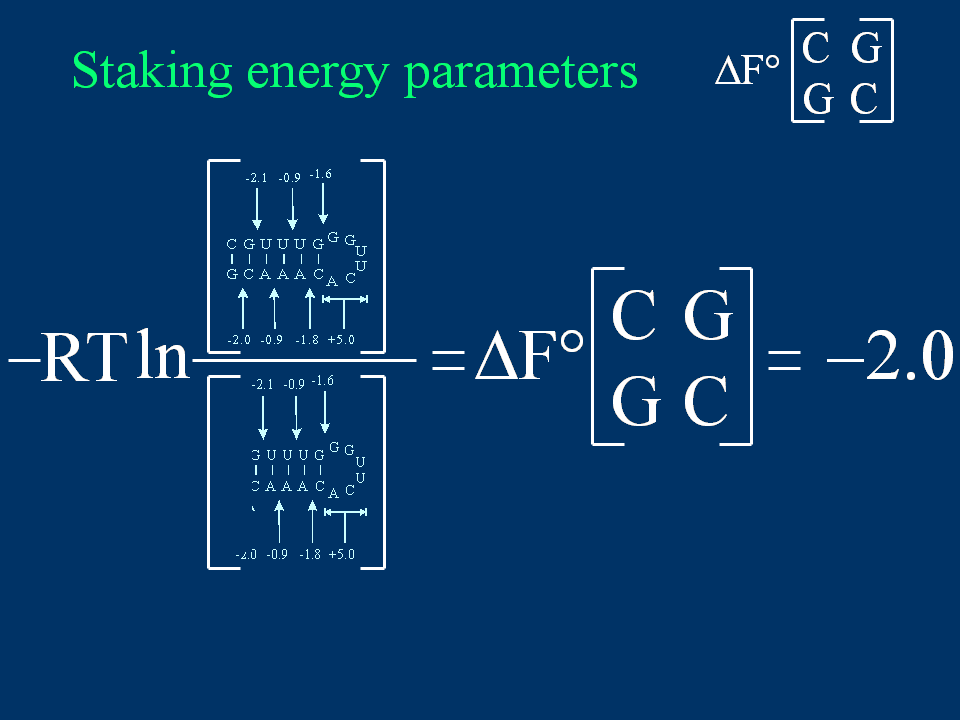 Staking energy parameters
ΔF° [C G
G C]
-2.1 -0.9 -1.6
C G U U U G G G U
G C A A A C A C U
-2.0 -0.9 -1.8 +5.0
−RT ln = ΔF° [C G
G C] = −2.0
-2.1 -0.9 -1.6
G U U U G G G U
C A A A C A C U
-2.0 -0.9 -1.8 +5.0